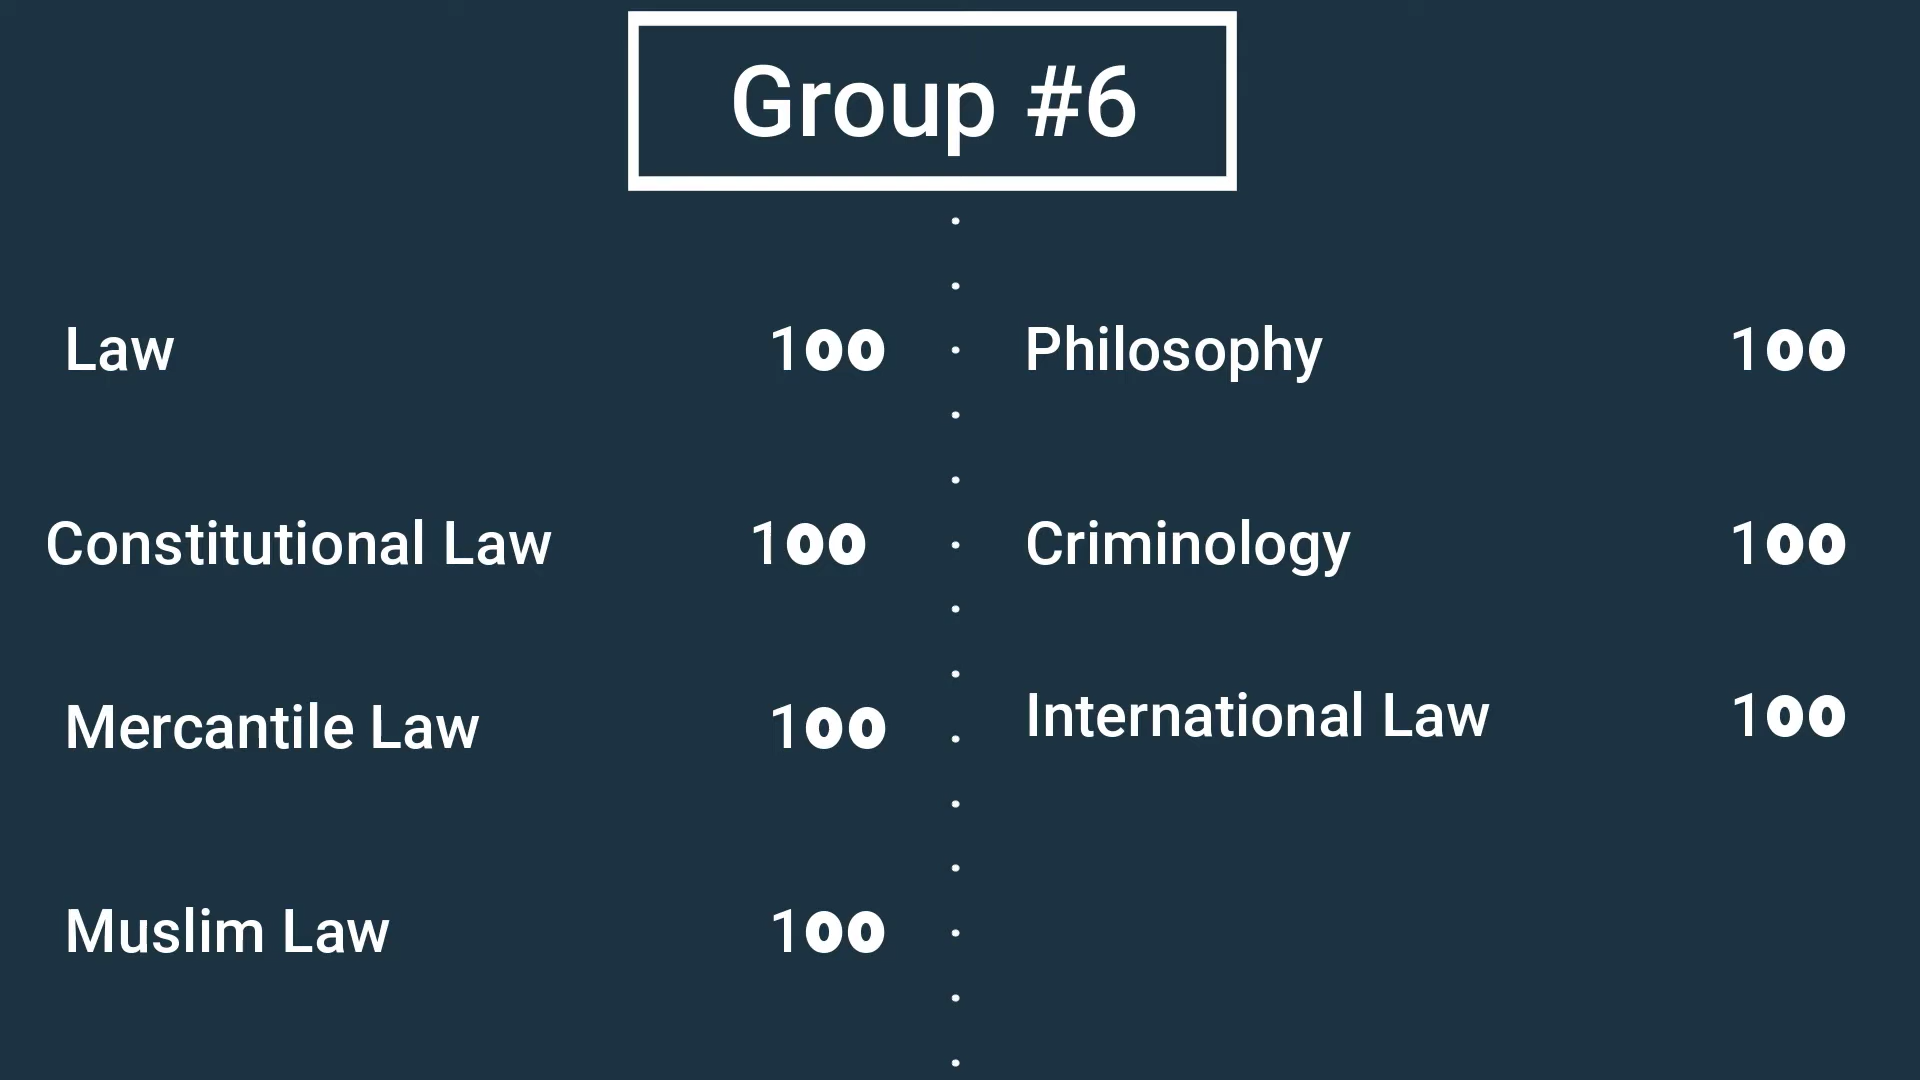 Group #6
Law 100
Constitutional Law 100
Mercantile Law 100
Muslim Law 100
Philosophy 100
Criminology 100
International Law 100